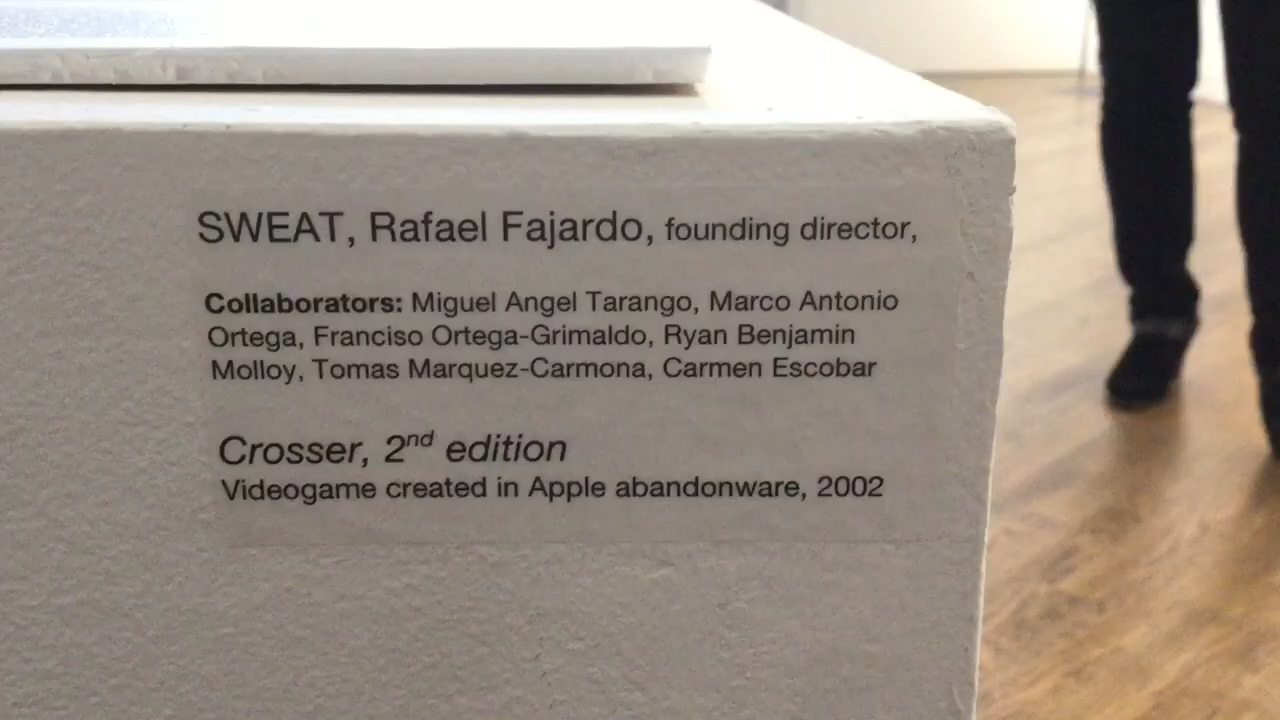 SWEAT, Rafael Fajardo, founding director,
Collaborators: Miguel Angel Tarango, Marco Antonio
Ortega, Franciso Ortega-Grimaldo, Ryan Benjamin
Molloy, Tomas Marquez-Carmona, Carmen Escobar
Crosser, 2nd edition
Videogame created in Apple abandonware, 2002